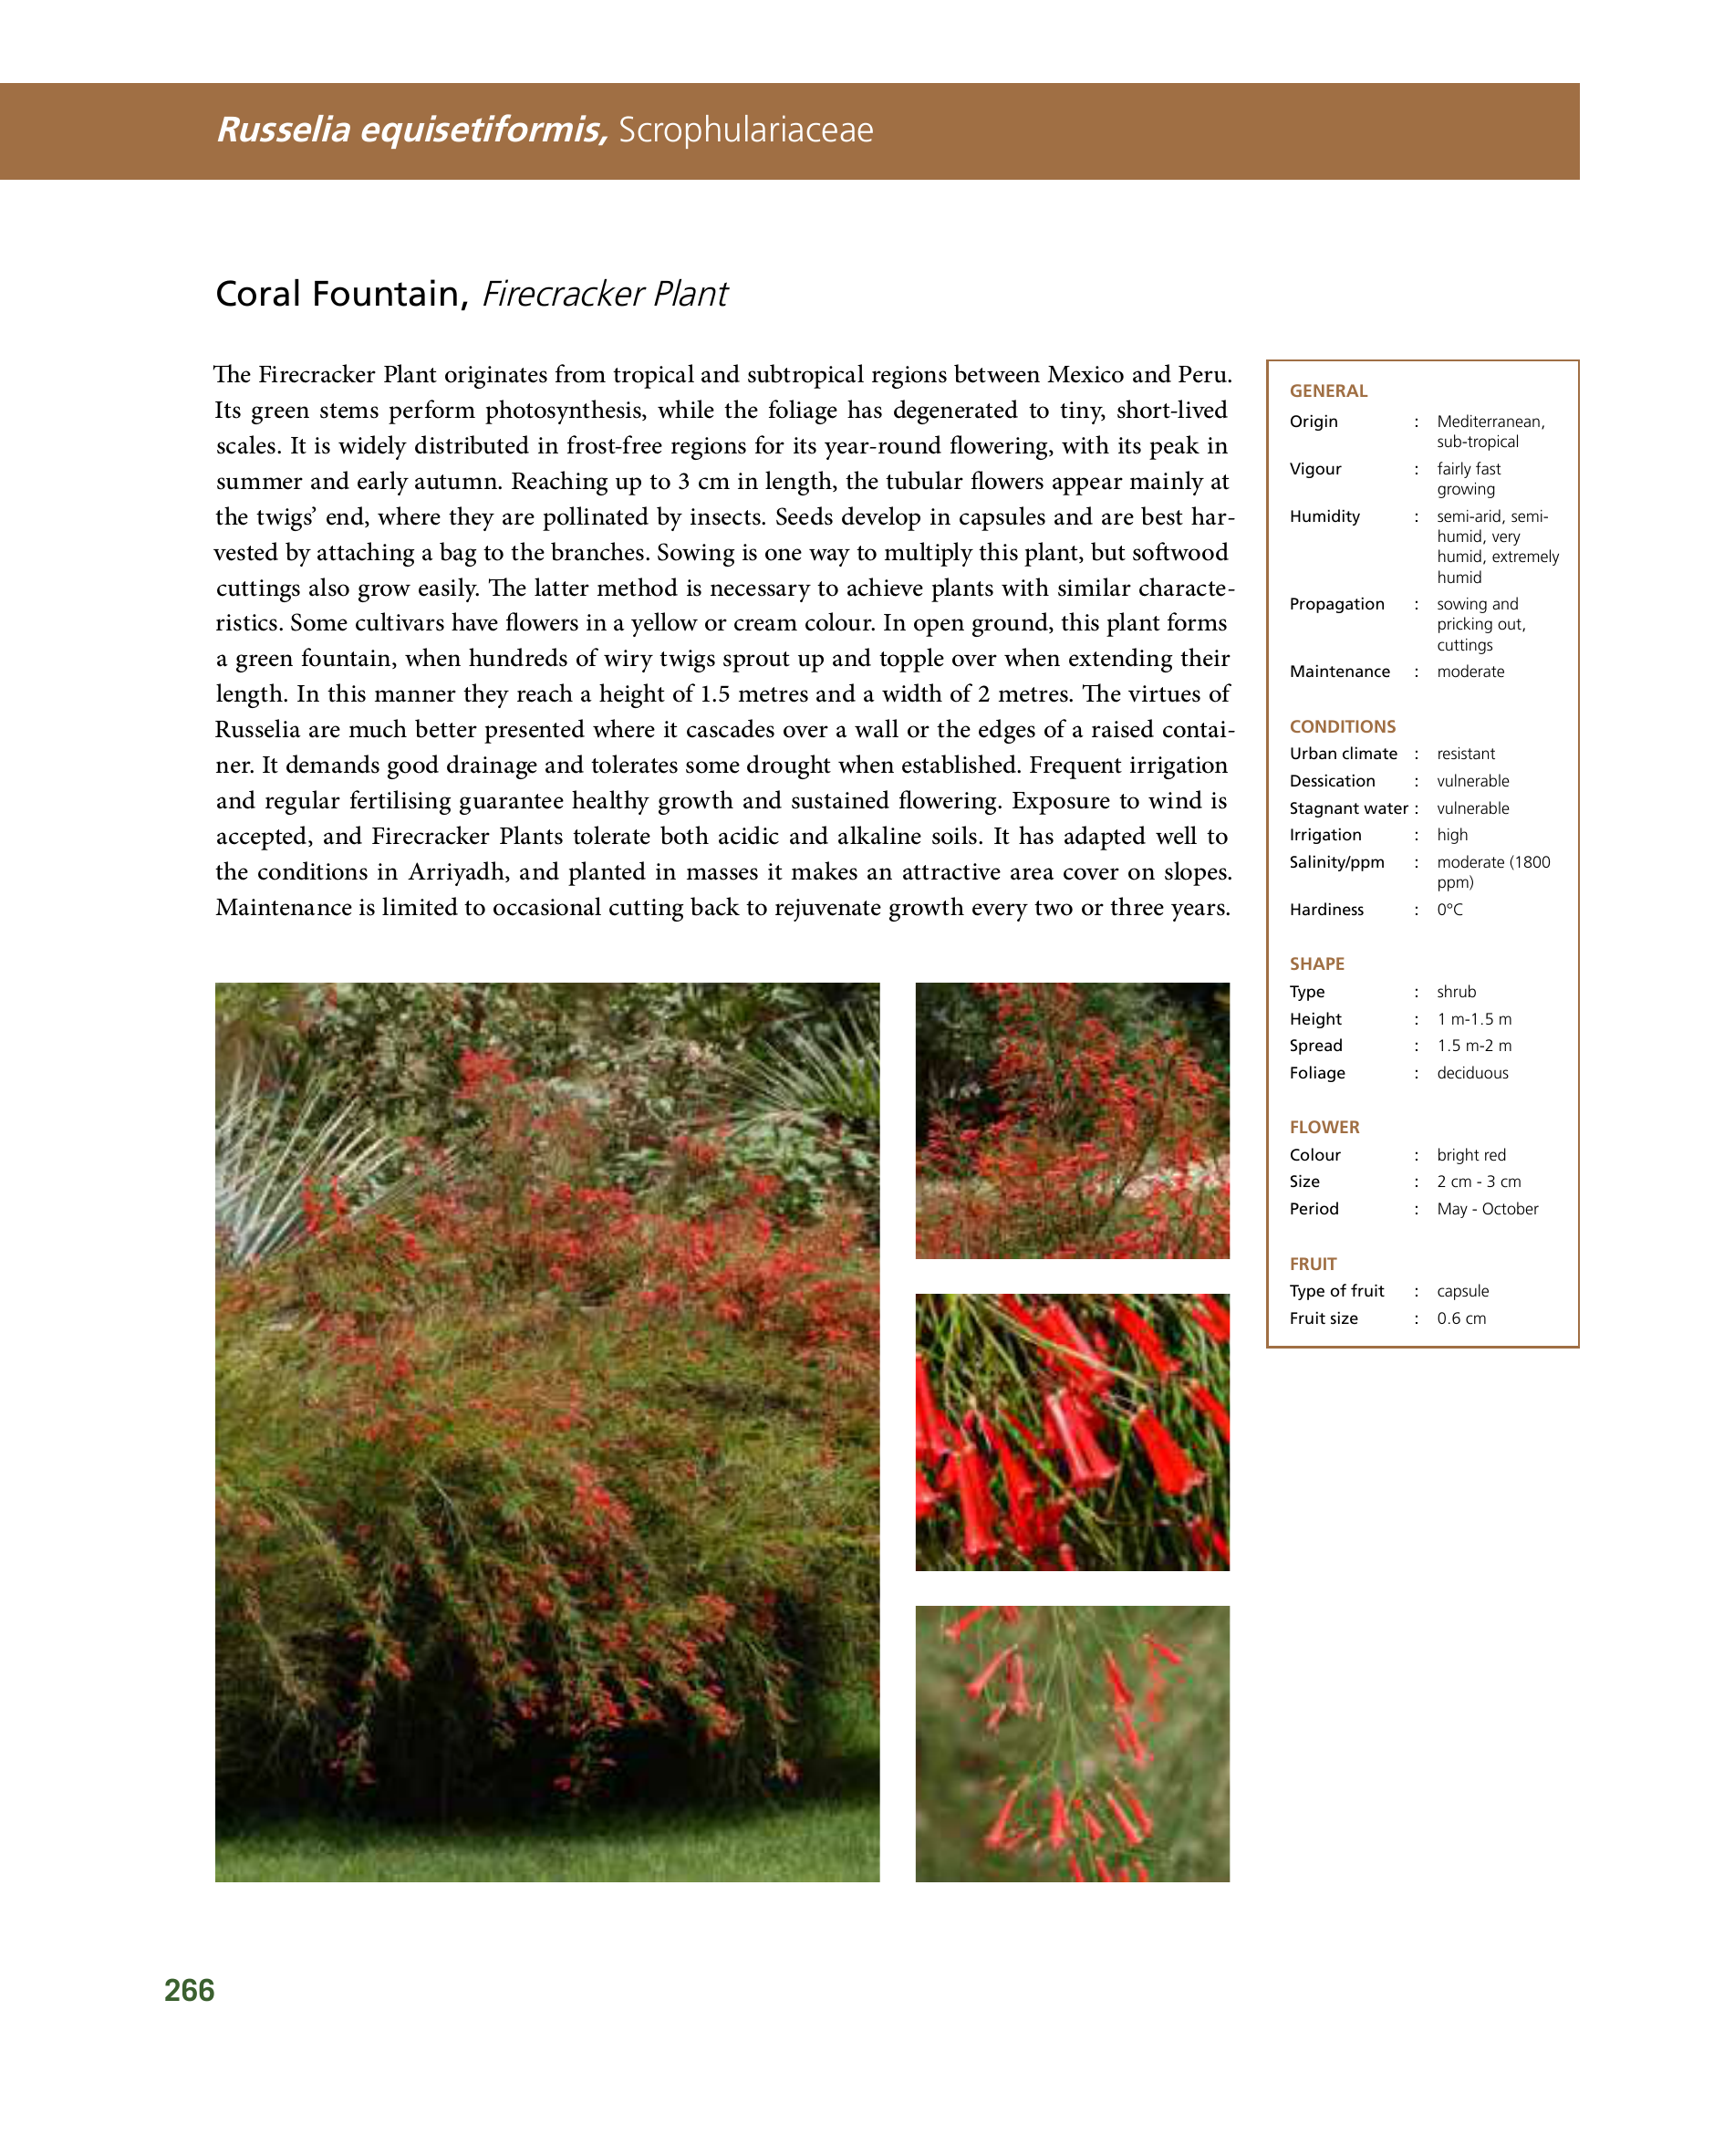 Russelia equisetiformis, Scrophulariaceae
Coral Fountain, Firecracker Plant
The Firecracker Plant originates from tropical and subtropical regions between Mexico and Peru.
Its green stems perform photosynthesis, while the foliage has degenerated to tiny, short-lived
scales. It is widely distributed in frost-free regions for its year-round flowering, with its peak in
summer and early autumn. Reaching up to 3 cm in length, the tubular flowers appear mainly at
the twigs’ end, where they are pollinated by insects. Seeds develop in capsules and are best har-
vested by attaching a bag to the branches. Sowing is one way to multiply this plant, but softwood
cuttings also grow easily. The latter method is necessary to achieve plants with similar characte-
ristics. Some cultivars have flowers in a yellow or cream colour. In open ground, this plant forms
a green fountain, when hundreds of wiry twigs sprout up and topple over when extending their
length. In this manner they reach a height of 1.5 metres and a width of 2 metres. The virtues of
Russelia are much better presented where it cascades over a wall or the edges of a raised contai-
ner. It demands good drainage and tolerates some drought when established. Frequent irrigation
and regular fertilising guarantee healthy growth and sustained flowering. Exposure to wind is
accepted, and Firecracker Plants tolerate both acidic and alkaline soils. It has adapted well to
the conditions in Arriyadh, and planted in masses it makes an attractive area cover on slopes.
Maintenance is limited to occasional cutting back to rejuvenate growth every two or three years.
GENERAL
Origin : Mediterranean,
sub-tropical
Vigour : fairly fast
growing
Humidity : semi-arid, semi-
humid, very
humid, extremely
humid
Propagation : sowing and
pricking out,
cuttings
Maintenance : moderate
CONDITIONS
Urban climate : resistant
Dessication : vulnerable
Stagnant water : vulnerable
Irrigation : high
Salinity/ppm : moderate (1800
ppm)
Hardiness : 0°C
SHAPE
Type : shrub
Height : 1 m-1.5 m
Spread : 1.5 m-2 m
Foliage : deciduous
FLOWER
Colour : bright red
Size : 2 cm - 3 cm
Period : May - October
FRUIT
Type of fruit : capsule
Fruit size : 0.6 cm
266